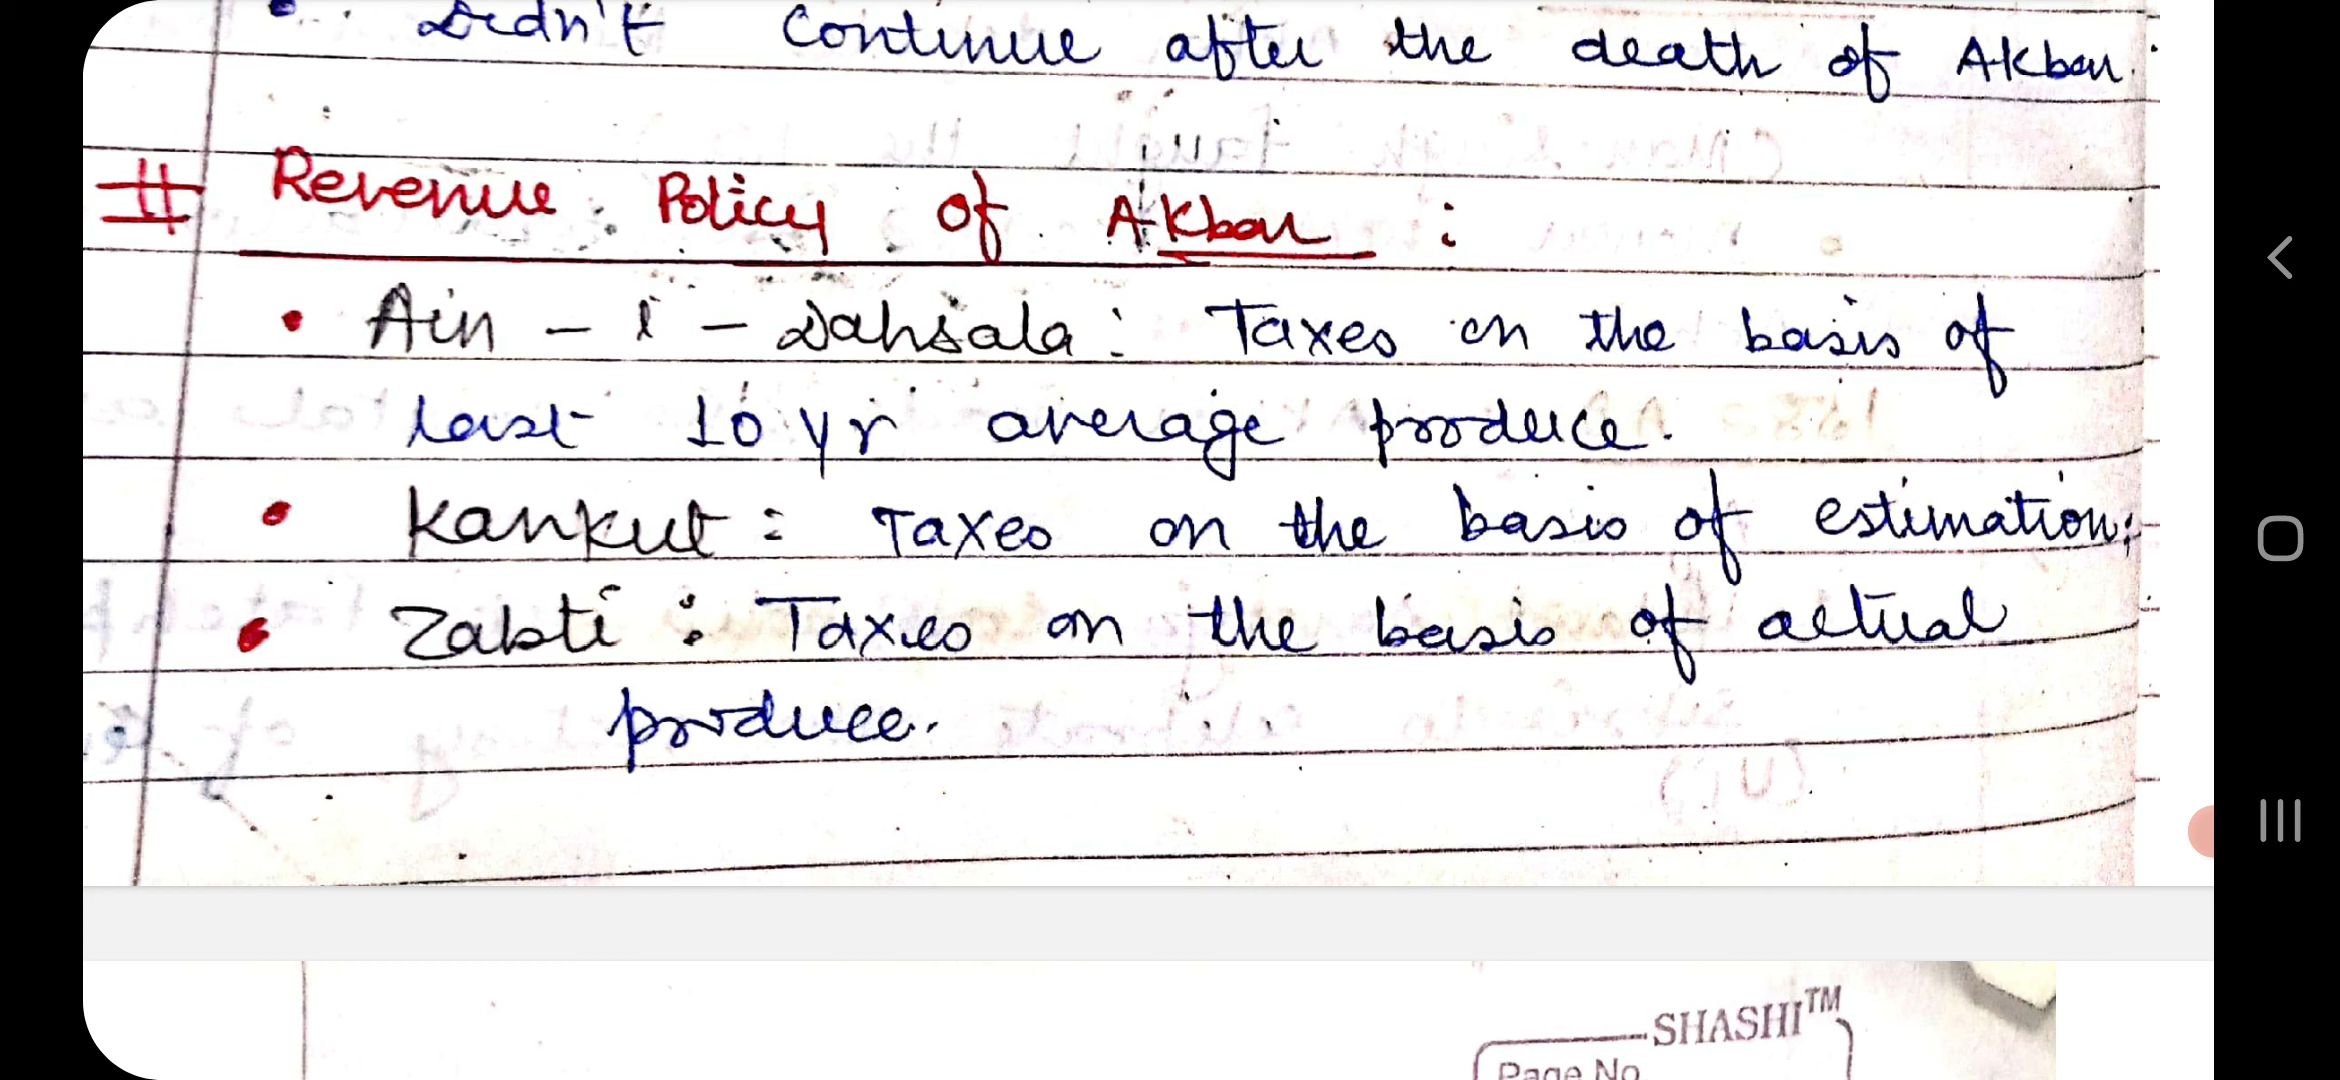 • Didn't continue after the death of Akbar.
# Revenue Policy of Akbar :
• Ain - i - Dahsala : Taxes on the basis of
last 10 yr average produce.
• Kankut : Taxes on the basis of estimation.
• Zabti : Taxes on the basis of actual
produce.
SHASHI™
Page No